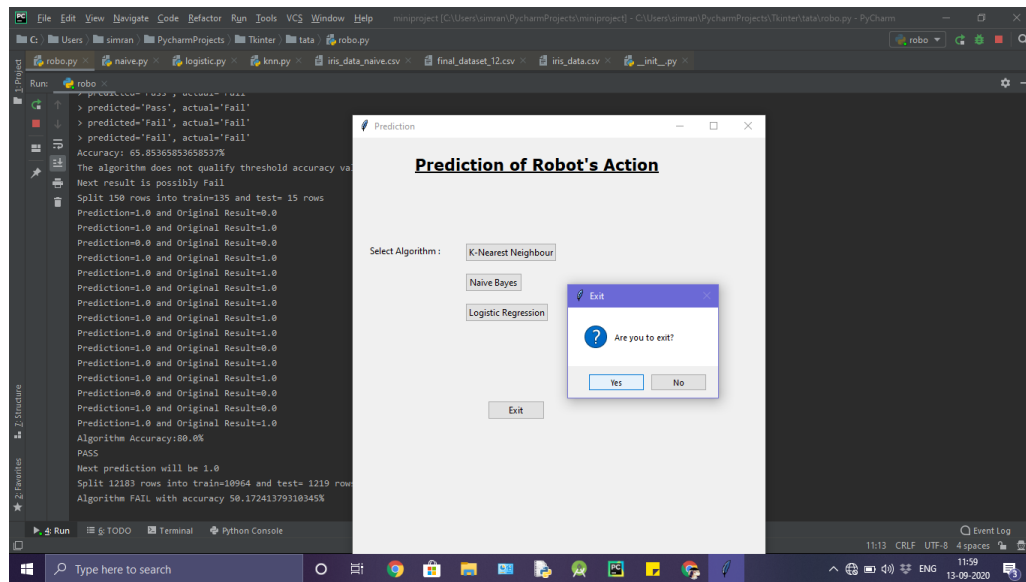 PC File Edit View Navigate Code Refactor Run Tools VCS Window Help miniproject [C:\Users\simran\PycharmProjects\miniproject] - C:\Users\simran\PycharmProjects\Tkinter\tata\robo.py - PyCharm
C: Users simran PycharmProjects Tkinter tata robo.py robo
robo.py naive.py logistic.py knn.py iris_data_naive.csv final_dataset_12.csv iris_data.csv __init__.py
1: Project
Run: robo
> predicted='Pass', actual='Fail'
> predicted='Pass', actual='Fail'
> predicted='Fail', actual='Fail'
> predicted='Fail', actual='Fail'
Accuracy: 65.85365853658537%
The algorithm does not qualify threshold accuracy va
Next result is possibly Fail
Split 150 rows into train=135 and test= 15 rows
Prediction=1.0 and Original Result=0.0
Prediction=1.0 and Original Result=1.0
Prediction=0.0 and Original Result=0.0
Prediction=1.0 and Original Result=1.0
Prediction=1.0 and Original Result=1.0
Prediction=1.0 and Original Result=1.0
Prediction=1.0 and Original Result=1.0
Prediction=1.0 and Original Result=1.0
Prediction=1.0 and Original Result=1.0
Prediction=1.0 and Original Result=0.0
Prediction=1.0 and Original Result=1.0
Prediction=1.0 and Original Result=1.0
Prediction=0.0 and Original Result=0.0
Prediction=1.0 and Original Result=0.0
Prediction=1.0 and Original Result=1.0
Algorithm Accuracy:80.0%
PASS
Next prediction will be 1.0
Split 12183 rows into train=10964 and test= 1219 row
Algorithm FAIL with accuracy 50.17241379310345%
Prediction
Prediction of Robot's Action
Select Algorithm :
K-Nearest Neighbour
Naive Bayes
Logistic Regression
Exit
Exit
Are you to exit?
Yes No
Z: Structure
2: Favorites
4: Run 6: TODO Terminal Python Console Event Log
11:13 CRLF UTF-8 4 spaces
Type here to search
ENG
11:59
13-09-2020
3